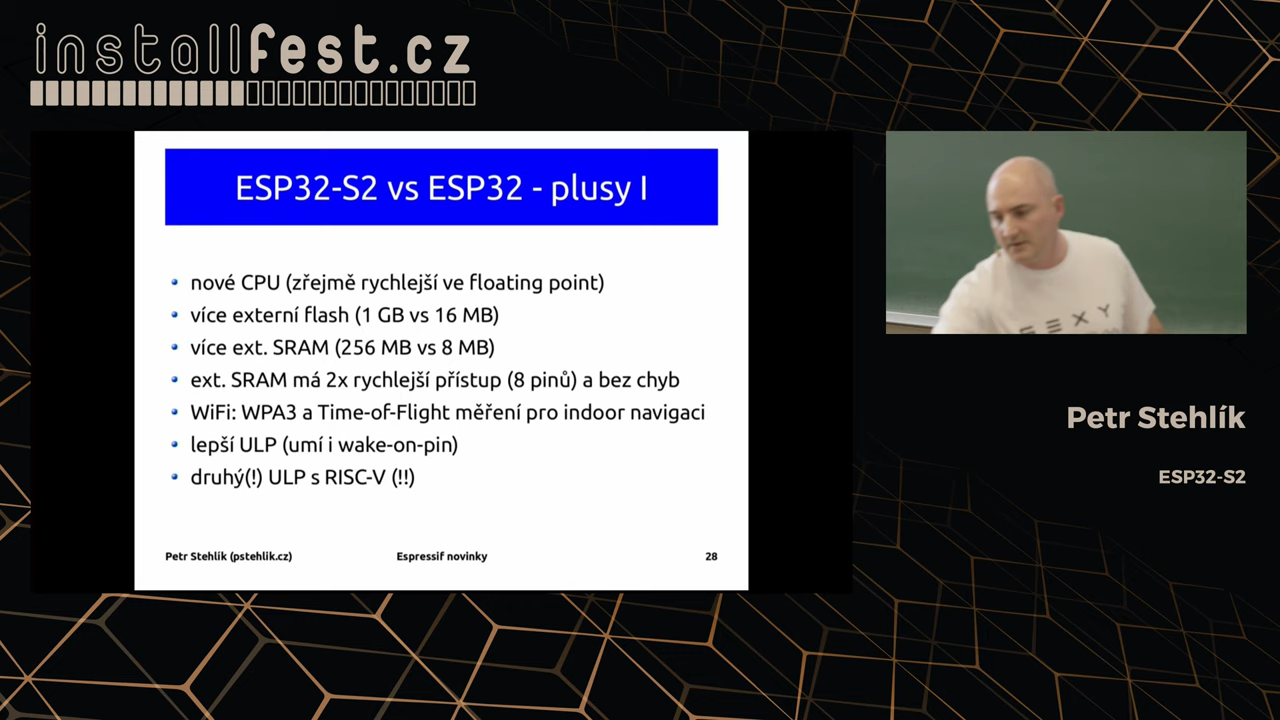 installfest.cz
ESP32-S2 vs ESP32 - plusy I
nové CPU (zřejmě rychlejší ve floating point)
více externí flash (1 GB vs 16 MB)
více ext. SRAM (256 MB vs 8 MB)
ext. SRAM má 2x rychlejší přístup (8 pinů) a bez chyb
WiFi: WPA3 a Time-of-Flight měření pro indoor navigaci
lepší ULP (umí i wake-on-pin)
druhý(!) ULP s RISC-V (!!)
Petr Stehlík (pstehlik.cz) Espressif novinky 28
Petr Stehlík
ESP32-S2